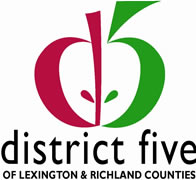 district five
OF LEXINGTON & RICHLAND COUNTIES